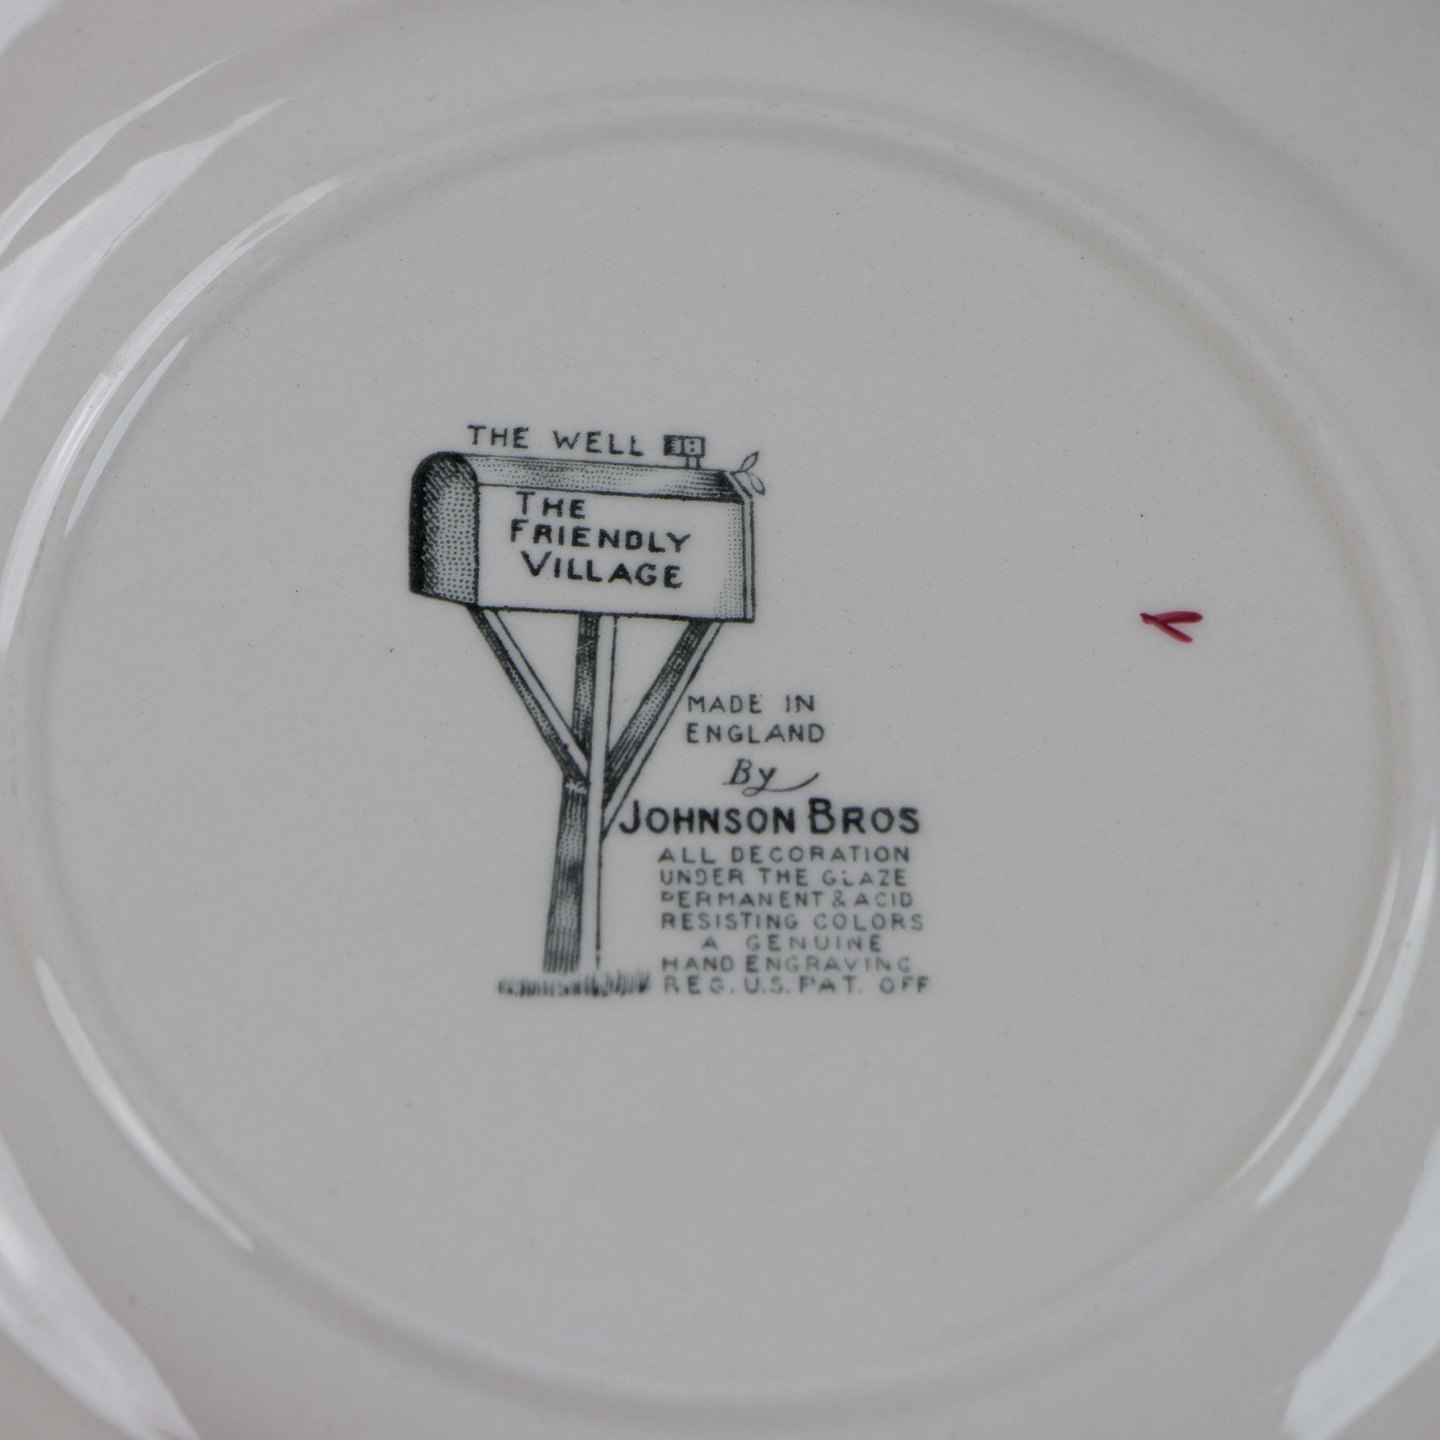 THE WELL
THE
FRIENDLY
VILLAGE
MADE IN
ENGLAND
By
JOHNSON BROS
ALL DECORATION
UNDER THE GLAZE
PERMANENT & ACID
RESISTING COLORS
A GENUINE
HAND ENGRAVING
REG. U.S. PAT. OFF